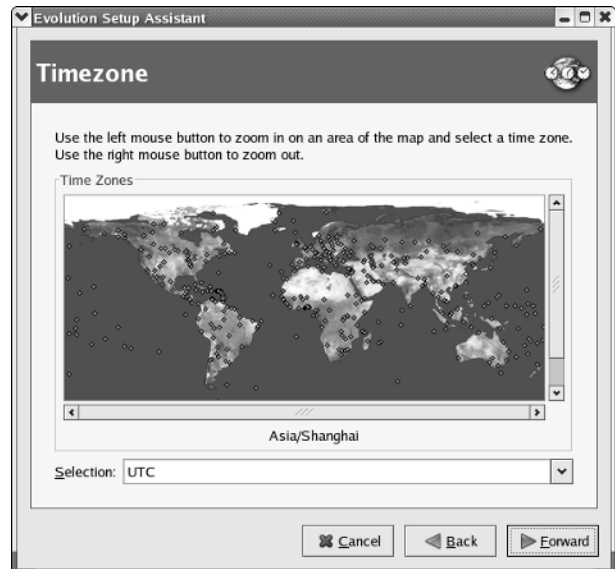 Evolution Setup Assistant
Timezone
Use the left mouse button to zoom in on an area of the map and select a time zone.
Use the right mouse button to zoom out.
Time Zones
Asia/Shanghai
Selection: UTC
Cancel
Back
Forward